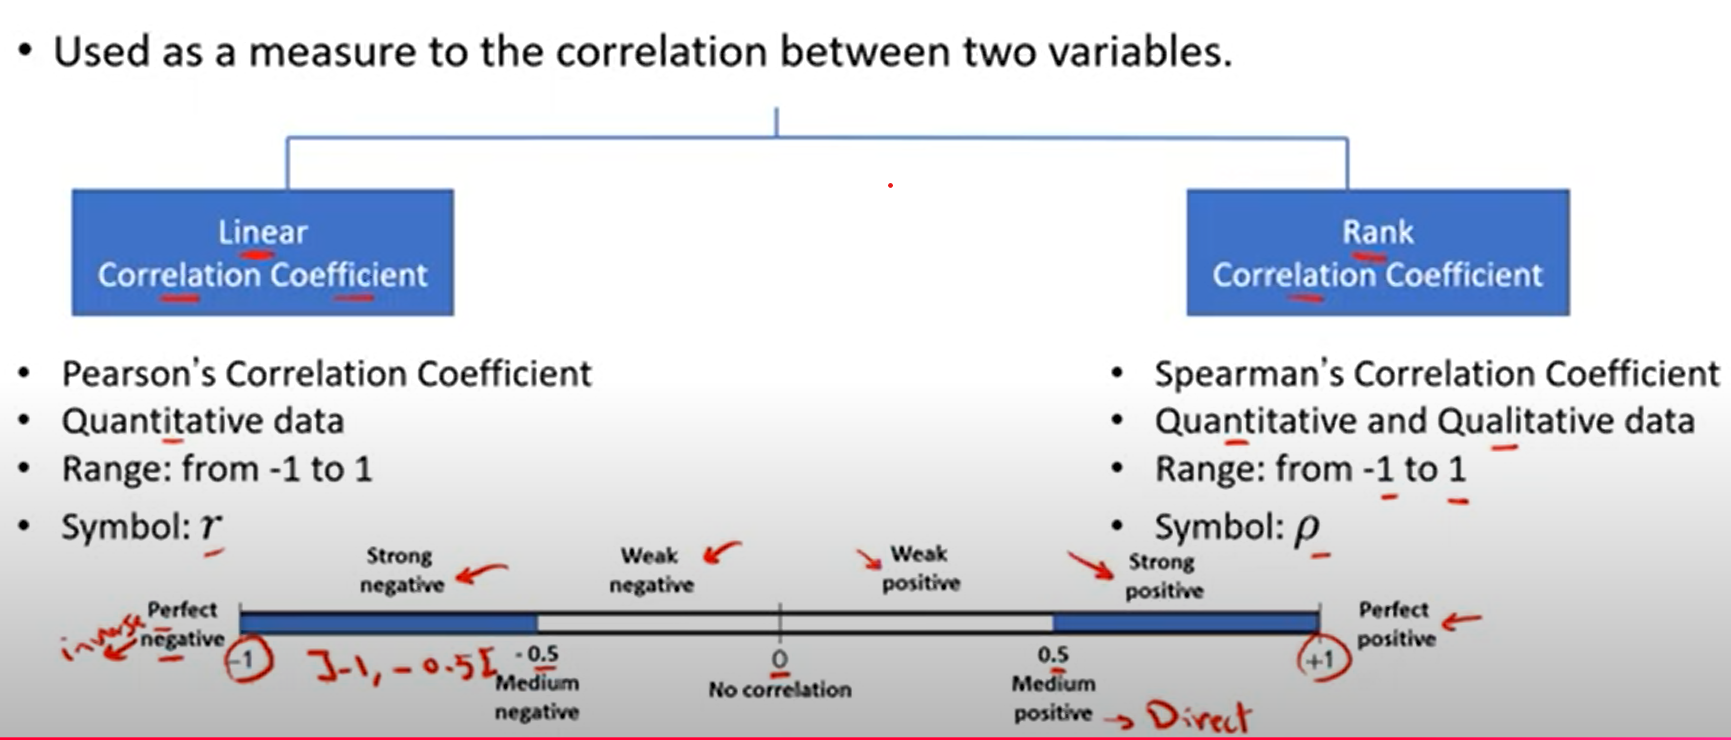 • Used as a measure to the correlation between two variables.
Linear
Correlation Coefficient
Rank
Correlation Coefficient
• Pearson's Correlation Coefficient
• Quantitative data
• Range: from -1 to 1
• Symbol: r
• Spearman's Correlation Coefficient
• Quantitative and Qualitative data
• Range: from -1 to 1
• Symbol: ρ
Strong
negative
Weak
negative
Weak
positive
Strong
positive
inverse
Perfect
negative
Perfect
positive
-1
]-1, -0.5[
-0.5
Medium
negative
0
No correlation
0.5
Medium
positive → Direct
+1